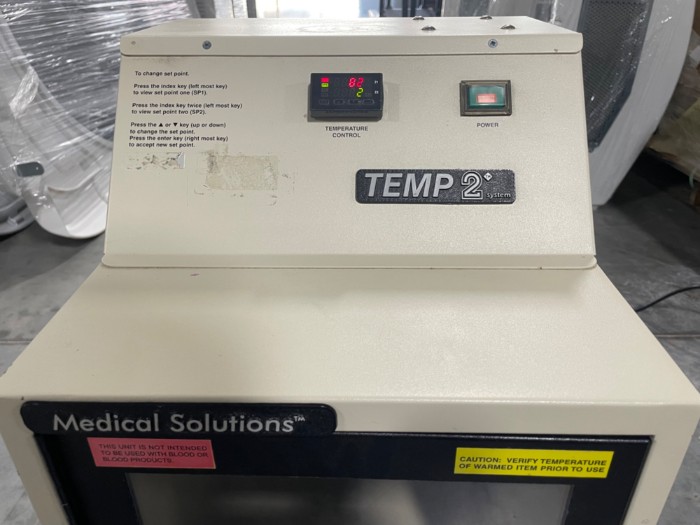 To change set point.
Press the index key (left most key)
to view set point one (SP1).
Press the index key twice (left most key)
to view set point two (SP2).
Press the ▲ or ▼ key (up or down)
to change the set point.
Press the enter key (right most key)
to accept new set point.
82
2
TEMPERATURE
CONTROL
POWER
TEMP 2
system
Medical Solutions™
THIS UNIT IS NOT INTENDED
TO BE USED WITH BLOOD OR
BLOOD PRODUCTS.
CAUTION: VERIFY TEMPERATURE
OF WARMED ITEM PRIOR TO USE